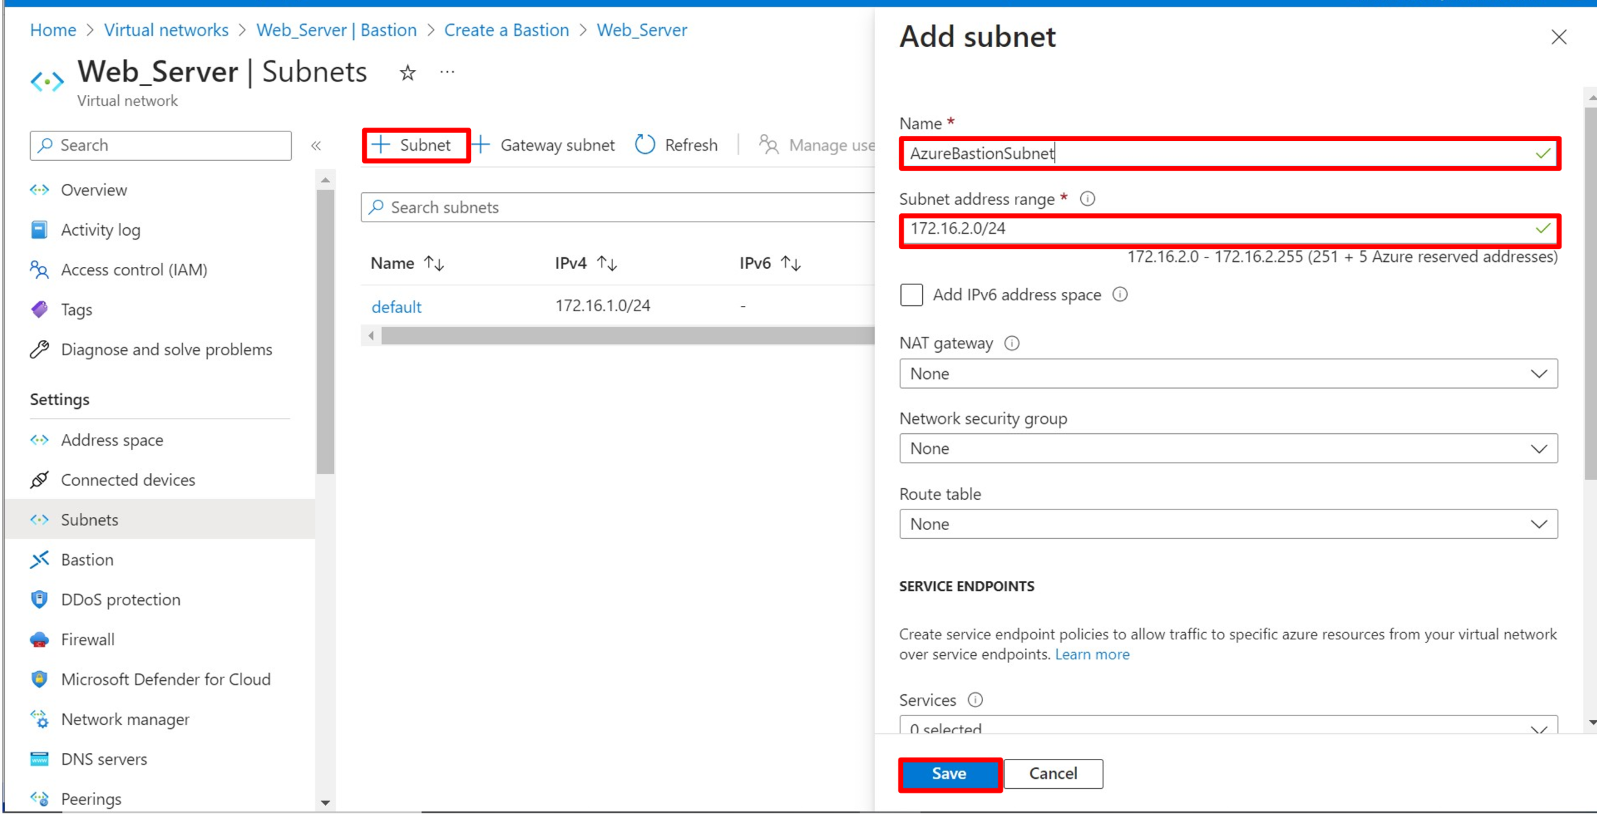 Home > Virtual networks > Web_Server | Bastion > Create a Bastion > Web_Server
Web_Server | Subnets
Virtual network
Search
Overview
Activity log
Access control (IAM)
Tags
Diagnose and solve problems
Settings
Address space
Connected devices
Subnets
Bastion
DDoS protection
Firewall
Microsoft Defender for Cloud
Network manager
DNS servers
Peerings
+ Subnet + Gateway subnet Refresh | Manage use
Search subnets
Name ↑↓ IPv4 ↑↓ IPv6 ↑↓
default 172.16.1.0/24 -
Add subnet
Name *
AzureBastionSubnet
Subnet address range *
172.16.2.0/24
172.16.2.0 - 172.16.2.255 (251 + 5 Azure reserved addresses)
Add IPv6 address space
NAT gateway
None
Network security group
None
Route table
None
SERVICE ENDPOINTS
Create service endpoint policies to allow traffic to specific azure resources from your virtual network
over service endpoints. Learn more
Services
0 selected
Save Cancel